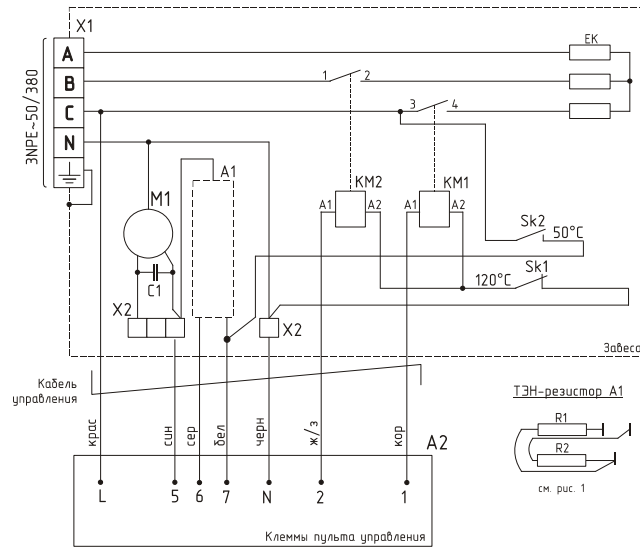 X1
3NPE~50/380
A
B
C
N
EK
1
2
3
4
A1
M1
C1
X2
KM2
A1
A2
KM1
A1
A2
Sk2
50°C
Sk1
120°C
X2
Завеса
Кабель
управления
крас
син
сер
бел
черн
ж/з
кор
A2
L
5
6
7
N
2
1
Клеммы пульта управления
ТЭН-резистор А1
R1
R2
см. рис. 1